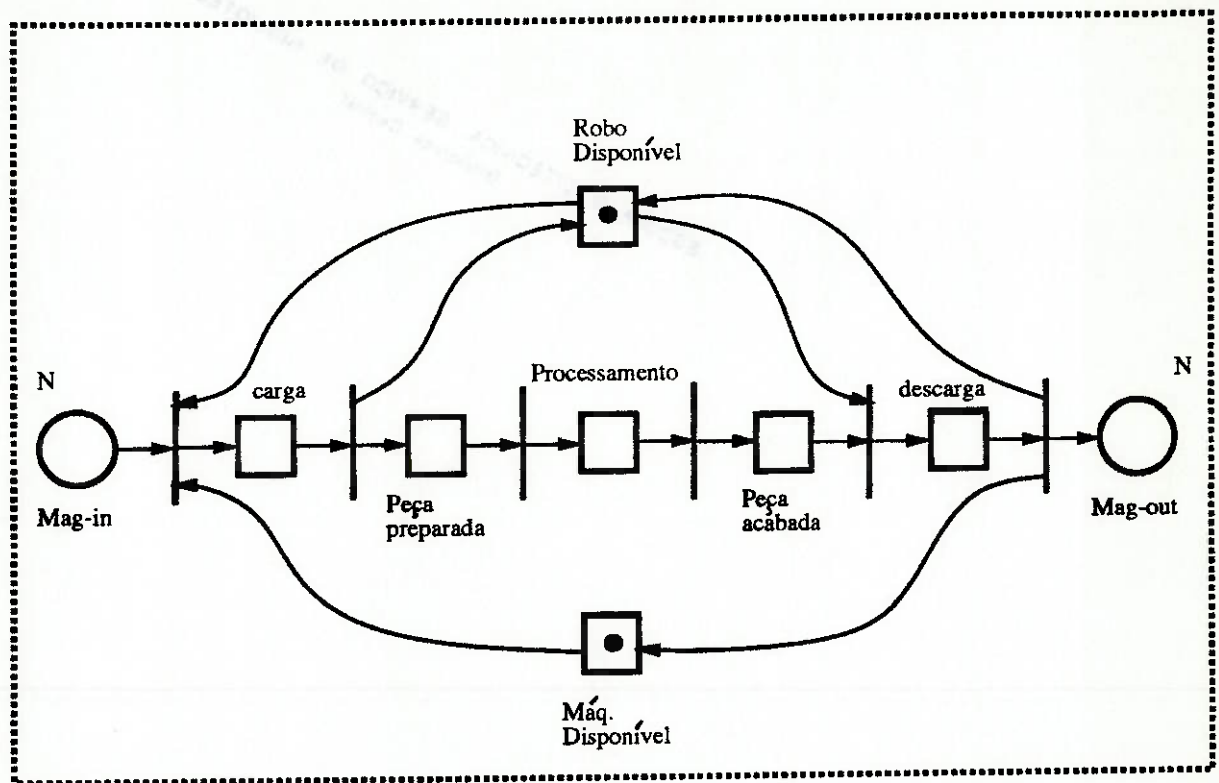 Robo
Disponível
N
carga
Processamento
descarga
N
Mag-in
Peça
preparada
Peça
acabada
Mag-out
Máq.
Disponível